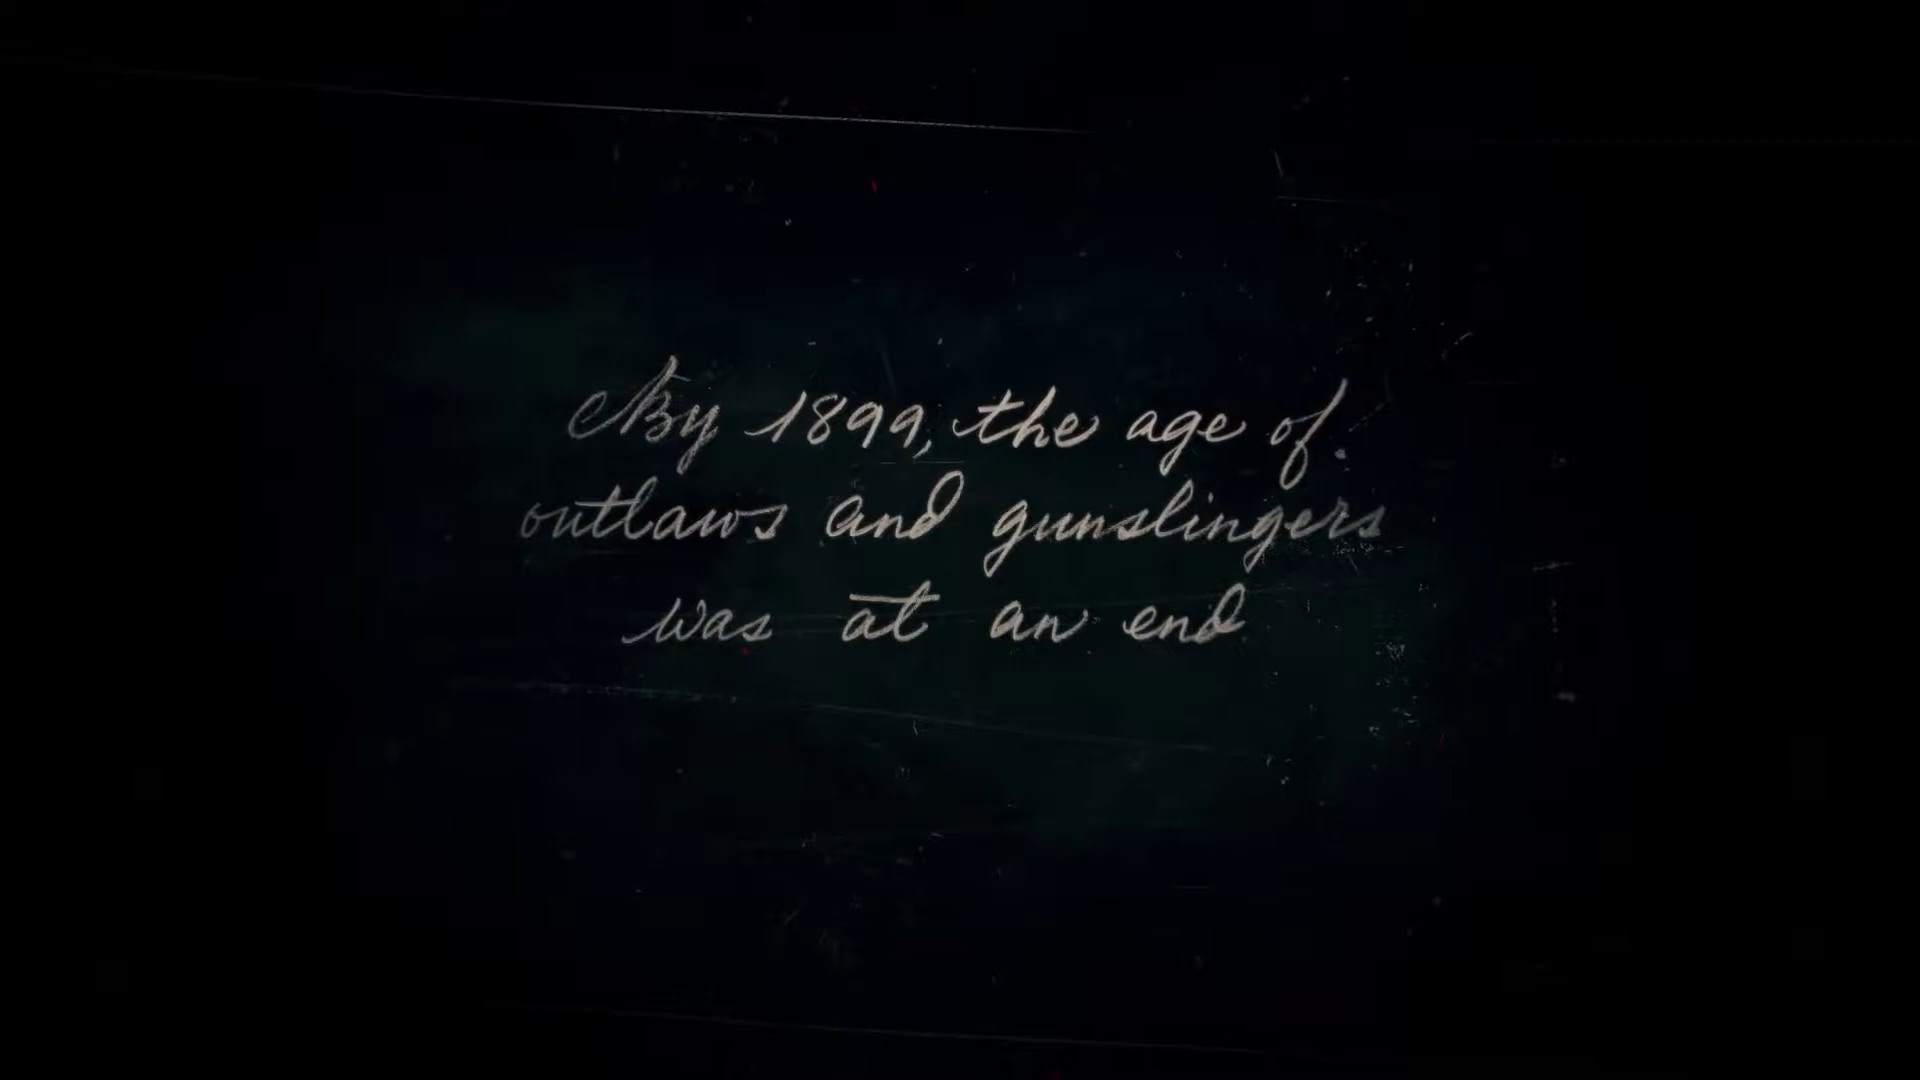 By 1899, the age of
outlaws and gunslingers
was at an end